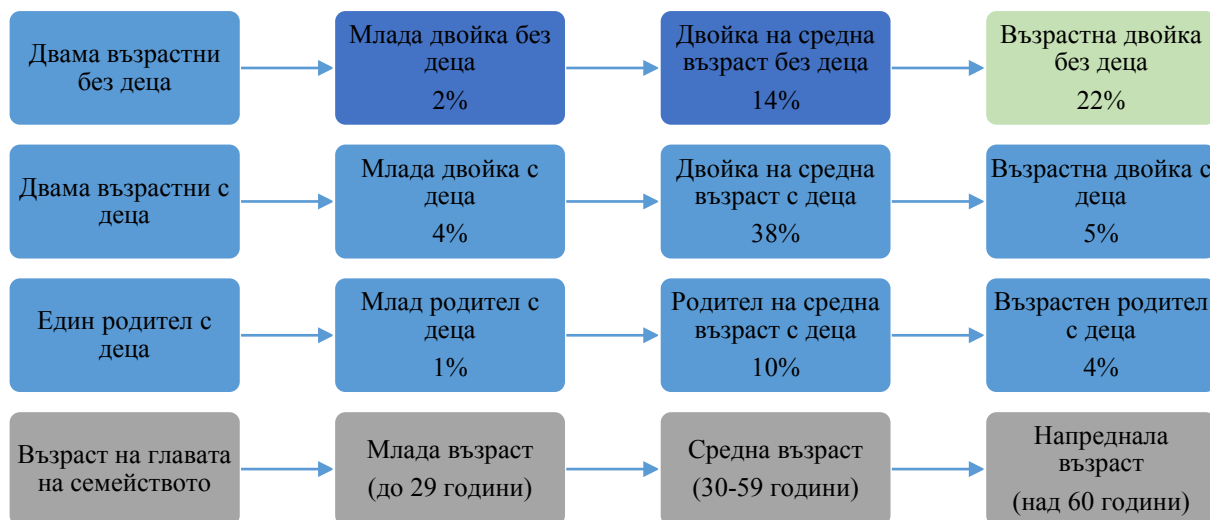 Двама възрастни
без деца
Млада двойка без
деца
2%
Двойка на средна
възраст без деца
14%
Възрастна двойка
без деца
22%
Двама възрастни с
деца
Млада двойка с
деца
4%
Двойка на средна
възраст с деца
38%
Възрастна двойка с
деца
5%
Един родител с
деца
Млад родител с
деца
1%
Родител на средна
възраст с деца
10%
Възрастен родител
с деца
4%
Възраст на главата
на семейството
Млада възраст
(до 29 години)
Средна възраст
(30-59 години)
Напреднала
възраст
(над 60 години)